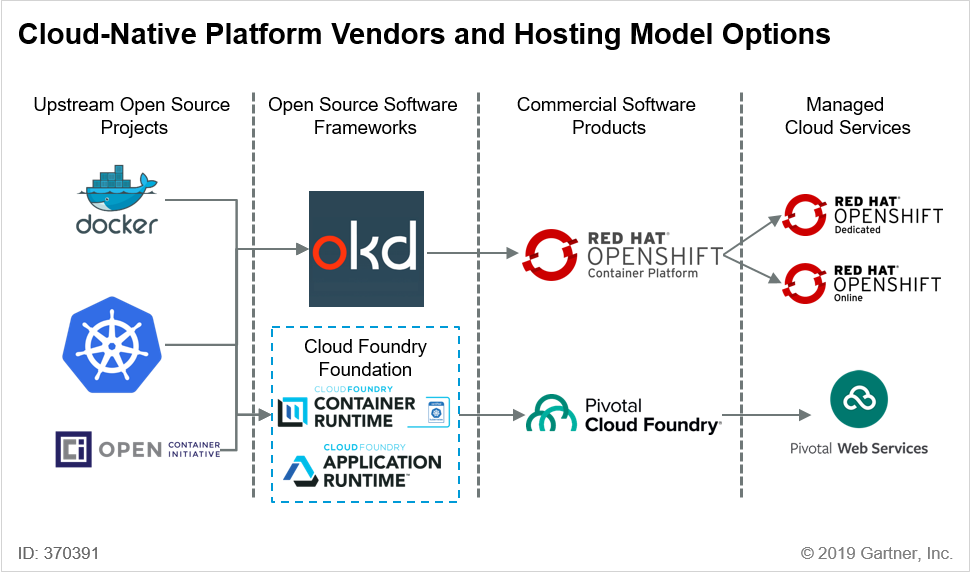 Cloud-Native Platform Vendors and Hosting Model Options
Upstream Open Source
Projects
Open Source Software
Frameworks
Commercial Software
Products
Managed
Cloud Services
docker
OPEN CONTAINER
INITIATIVE
okd
Cloud Foundry
Foundation
CLOUDFOUNDRY
CONTAINER
RUNTIME
CLOUDFOUNDRY
APPLICATION
RUNTIME™
RED HAT®
OPENSHIFT
Container Platform
Pivotal
Cloud Foundry®
RED HAT®
OPENSHIFT
Dedicated
RED HAT®
OPENSHIFT
Online
Pivotal Web Services
ID: 370391
© 2019 Gartner, Inc.